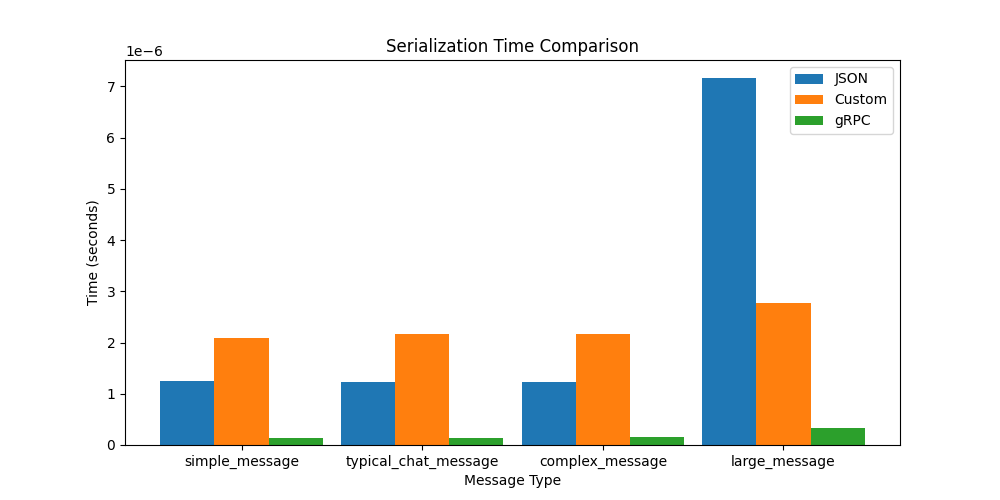 Serialization Time Comparison
1e−6
JSON
Custom
gRPC
7
6
5
4
3
2
1
0
Time (seconds)
simple_message typical_chat_message complex_message large_message
Message Type